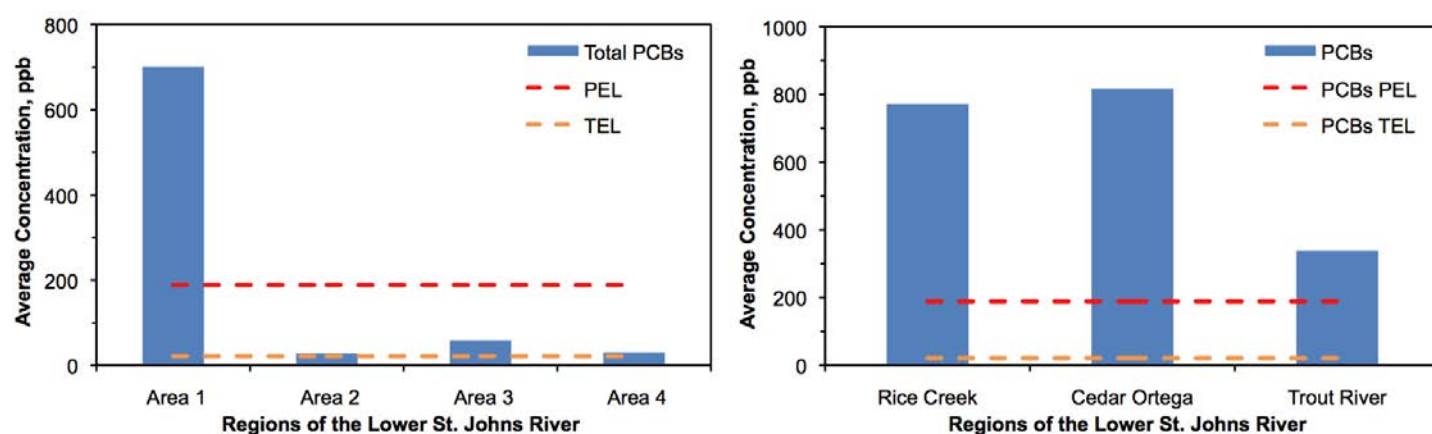 Average Concentration, ppb
800
600
400
200
0
Total PCBs
PEL
TEL
Area 1
Area 2
Area 3
Area 4
Regions of the Lower St. Johns River
Average Concentration, ppb
1000
800
600
400
200
0
PCBs
PCBs PEL
PCBs TEL
Rice Creek
Cedar Ortega
Trout River
Regions of the Lower St. Johns River